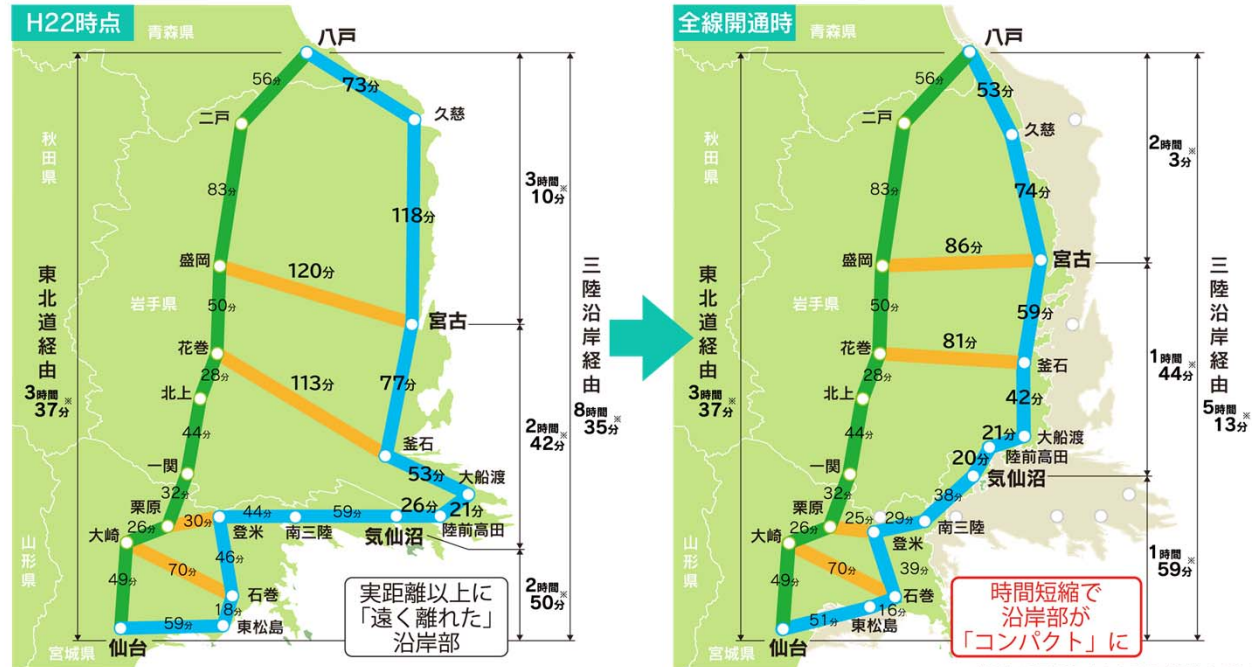 H22時点
青森県
八戸
56分
73分
二戸
久慈
秋田県
83分
118分
3時間※
10分
盛岡
120分
岩手県
宮古
50分
東北道経由
3時間※
37分
花巻
28分
北上
113分
77分
2時間※
42分
三陸沿岸経由
8時間※
35分
44分
釜石
一関
53分
大船渡
32分
栗原
26分
30分
44分
59分
26分
21分
大崎
登米
南三陸
気仙沼
陸前高田
山形県
46分
70分
49分
石巻
18分
59分
東松島
仙台
宮城県
2時間※
50分
実距離以上に
「遠く離れた」
沿岸部
全線開通時
青森県
八戸
56分
53分
二戸
久慈
秋田県
83分
74分
2時間※
3分
盛岡
86分
岩手県
宮古
50分
59分
東北道経由
3時間※
37分
花巻
81分
釜石
28分
北上
42分
1時間※
44分
三陸沿岸経由
5時間※
13分
44分
21分
大船渡
20分
陸前高田
一関
気仙沼
32分
38分
栗原
26分
25分
29分
南三陸
大崎
登米
山形県
39分
70分
49分
石巻
16分
51分
東松島
仙台
宮城県
1時間※
59分
時間短縮で
沿岸部が
「コンパクト」に